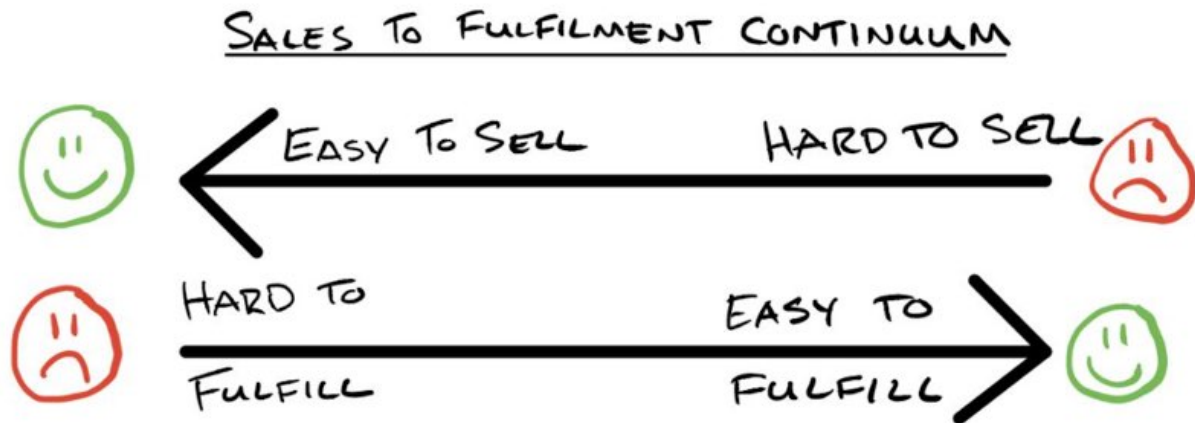 SALES TO FULFILMENT CONTINUUM
EASY TO SELL
HARD TO SELL
HARD TO
FULFILL
EASY TO
FULFILL